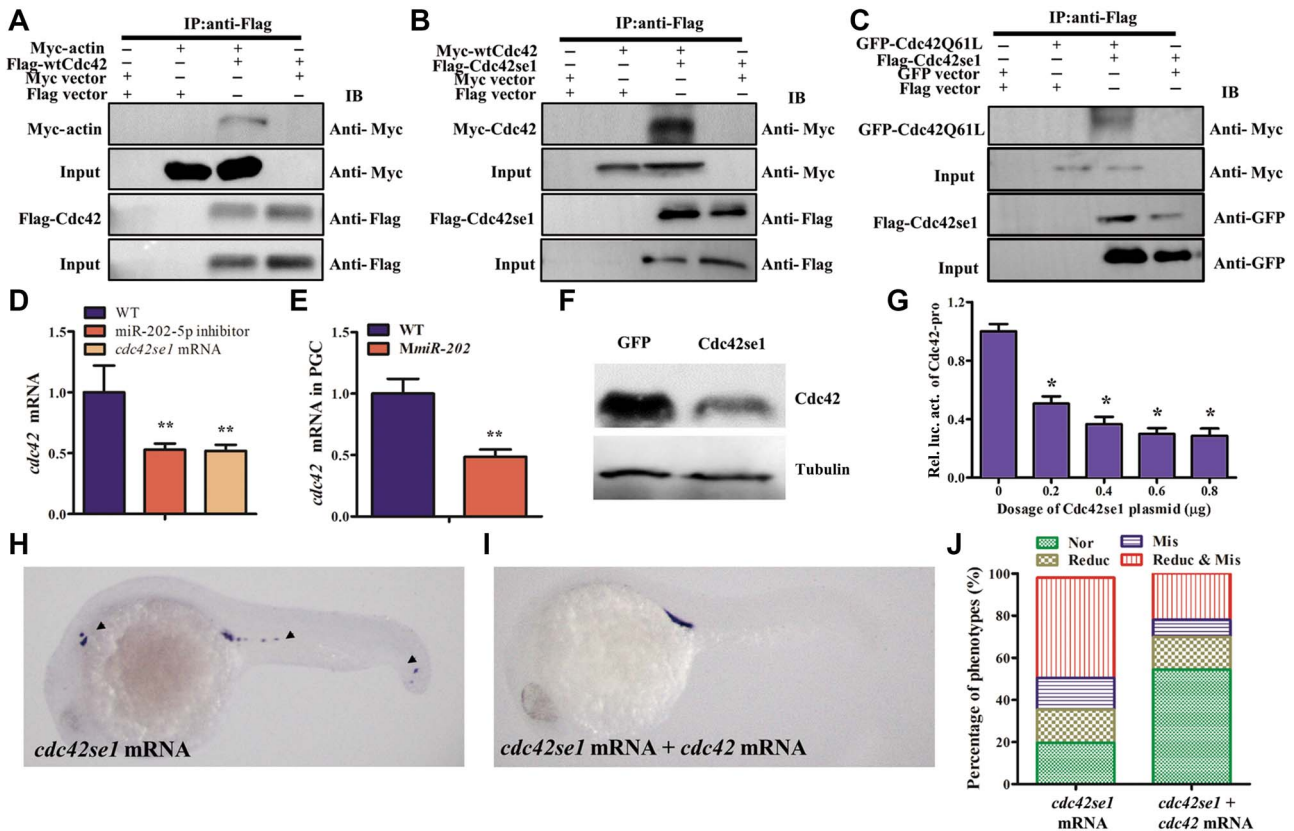 A
IP:anti-Flag
Myc-actin − + + −
Flag-wtCdc42 − − + +
Myc vector + − − +
Flag vector + + − −
IB
Myc-actin Anti- Myc
Input Anti- Myc
Flag-Cdc42 Anti-Flag
Input Anti-Flag
B
IP:anti-Flag
Myc-wtCdc42 − + + −
Flag-Cdc42se1 − − + +
Myc vector + − − +
Flag vector + + − −
IB
Myc-Cdc42 Anti- Myc
Input Anti- Myc
Flag-Cdc42se1 Anti-Flag
Input Anti-Flag
C
IP:anti-Flag
GFP-Cdc42Q61L − + + −
Flag-Cdc42se1 − − + +
GFP vector + − − +
Flag vector + + − −
IB
GFP-Cdc42Q61L Anti- Myc
Input Anti- Myc
Flag-Cdc42se1 Anti-GFP
Input Anti-GFP
D
WT
miR-202-5p inhibitor
cdc42se1 mRNA
cdc42 mRNA
1.5
1.0
0.5
0.0
** **
E
WT
MmiR-202
cdc42 mRNA in PGC
1.5
1.0
0.5
0.0
**
F
GFP Cdc42se1
Cdc42
Tubulin
G
Rel. luc. act. of Cdc42-pro
1.2
0.8
0.4
0.0
* * * *
0 0.2 0.4 0.6 0.8
Dosage of Cdc42se1 plasmid (μg)
H
cdc42se1 mRNA
I
cdc42se1 mRNA + cdc42 mRNA
J
Nor Mis
Reduc Reduc & Mis
Percentage of phenotypes (%)
100
80
60
40
20
0
cdc42se1 mRNA
cdc42se1 + cdc42 mRNA